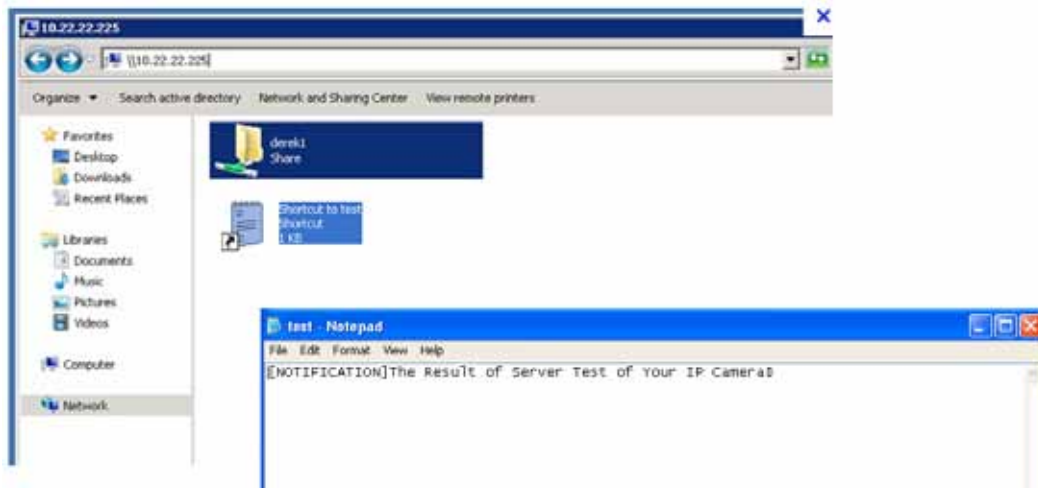 10.22.22.225
\\10.22.22.225
Organize Search active directory Network and Sharing Center View remote printers
Favorites
Desktop
Downloads
Recent Places
Libraries
Documents
Music
Pictures
Videos
Computer
Network
derek1
Share
Shortcut to test
Shortcut
1 KB
test - Notepad
File Edit Format View Help
[NOTIFICATION]The Result of Server Test of Your IP Camera